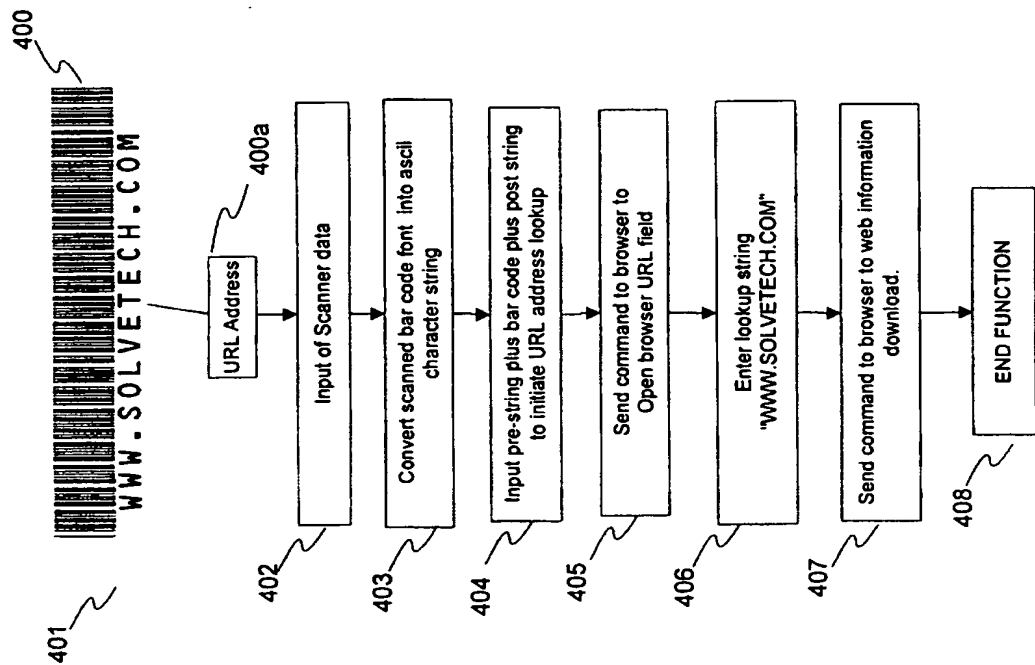 400
401
WWW.SOLVETECH.COM
400a
URL Address
402
Input of Scanner data
403
Convert scanned bar code font into ascii
character string
404
Input pre-string plus bar code plus post string
to initiate URL address lookup
405
Send command to browser to
Open browser URL field
406
Enter lookup string
"WWW.SOLVETECH.COM"
407
Send command to browser to web information
download.
408
END FUNCTION